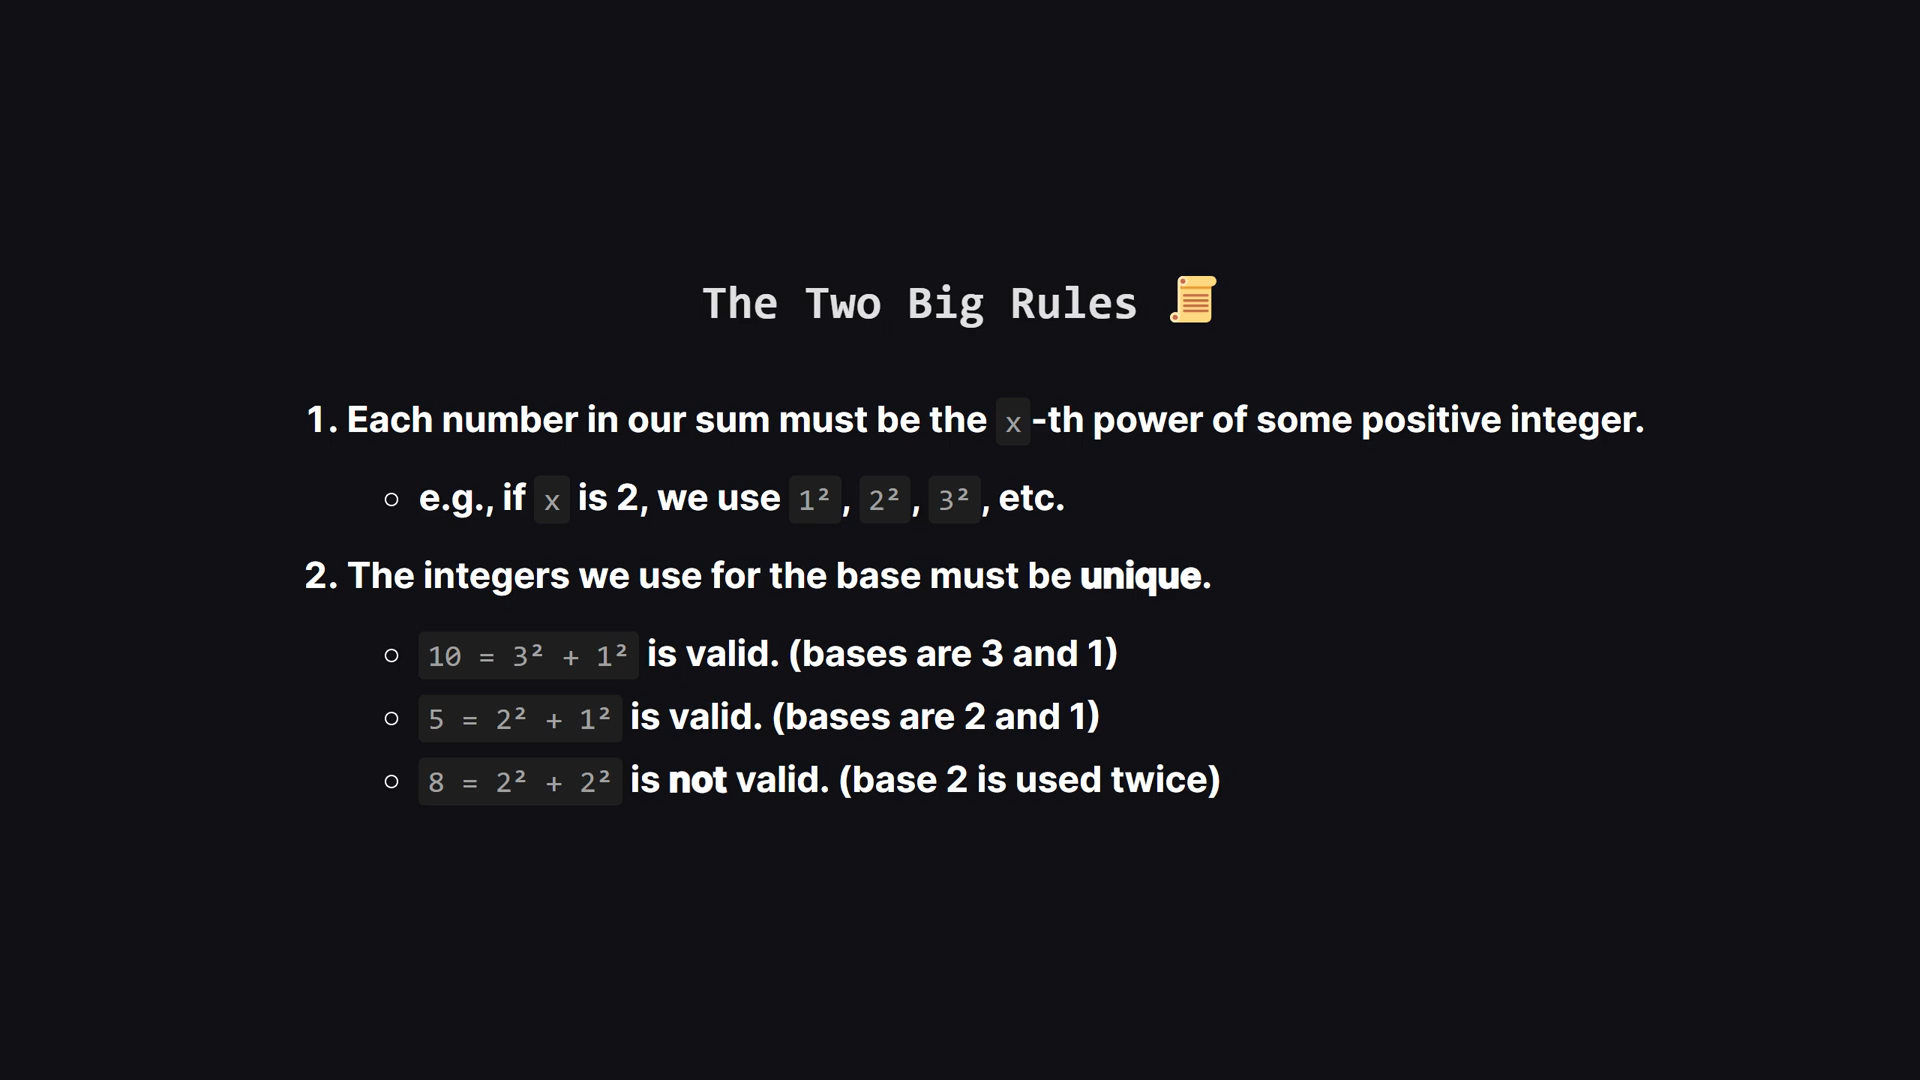 The Two Big Rules 📜
1. Each number in our sum must be the x-th power of some positive integer.
○ e.g., if x is 2, we use 1², 2², 3², etc.
2. The integers we use for the base must be unique.
○ 10 = 3² + 1² is valid. (bases are 3 and 1)
○ 5 = 2² + 1² is valid. (bases are 2 and 1)
○ 8 = 2² + 2² is not valid. (base 2 is used twice)